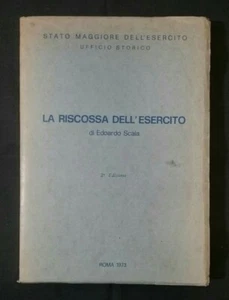 STATO MAGGIORE DELL'ESERCITO
UFFICIO STORICO
LA RISCOSSA DELL'ESERCITO
di Edoardo Scala
2ª Edizione
ROMA 1973